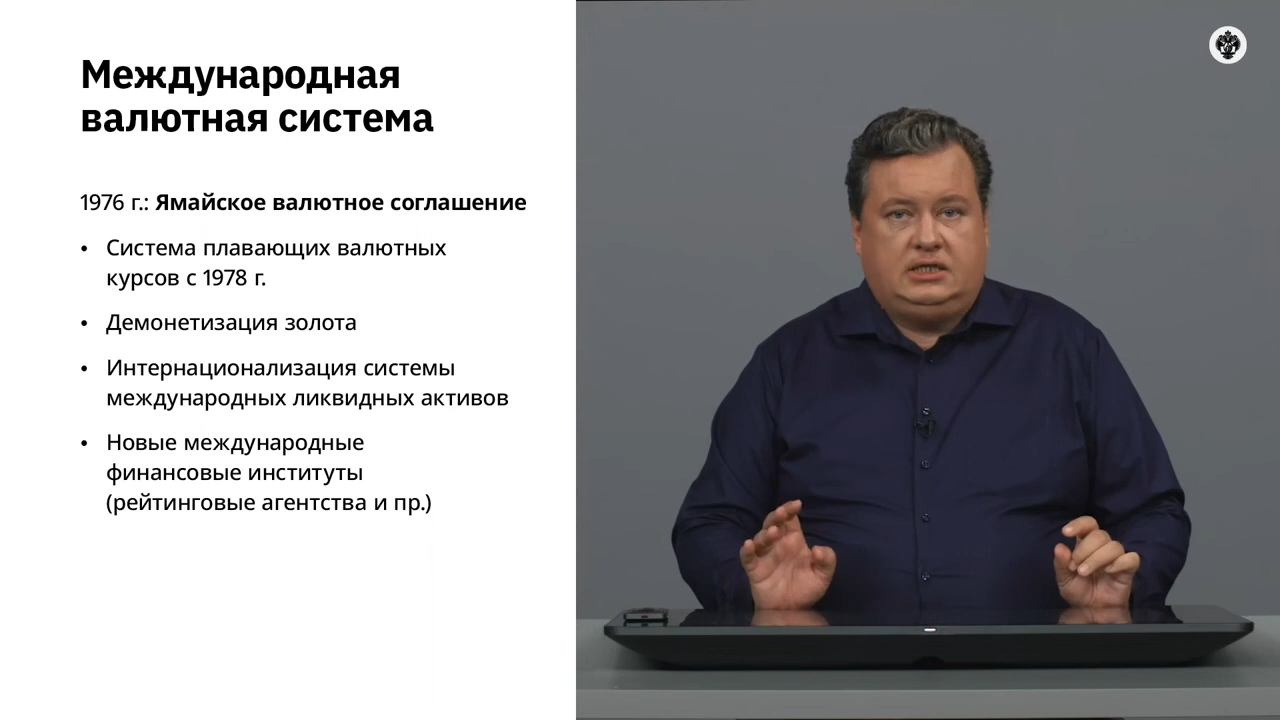 Международная
валютная система
1976 г.: Ямайское валютное соглашение
• Система плавающих валютных
курсов с 1978 г.
• Демонетизация золота
• Интернационализация системы
международных ликвидных активов
• Новые международные
финансовые институты
(рейтинговые агентства и пр.)